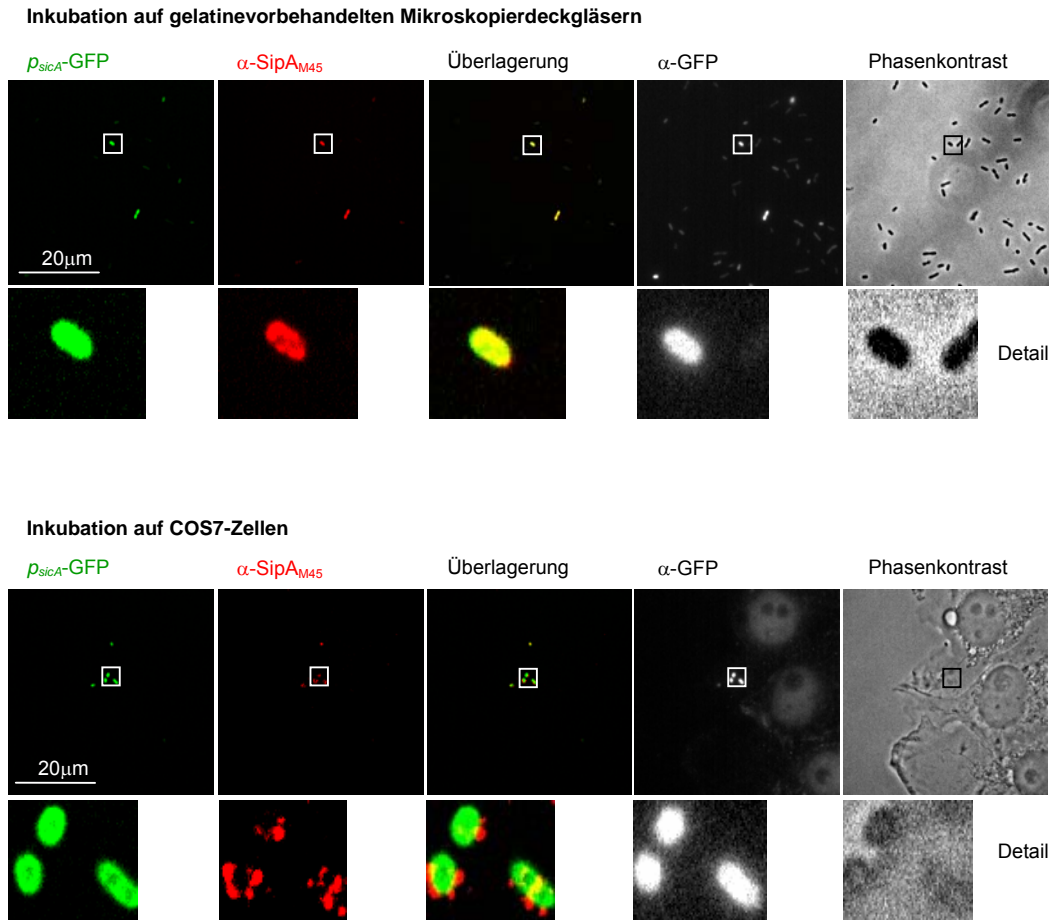 Inkubation auf gelatinevorbehandelten Mikroskopierdeckgläsern
psicA-GFP α-SipAM45 Überlagerung α-GFP Phasenkontrast
20µm
Detail
Inkubation auf COS7-Zellen
psicA-GFP α-SipAM45 Überlagerung α-GFP Phasenkontrast
20µm
Detail